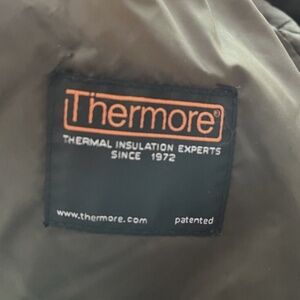 Thermore®
THERMAL INSULATION EXPERTS
SINCE 1972
www.thermore.com patented